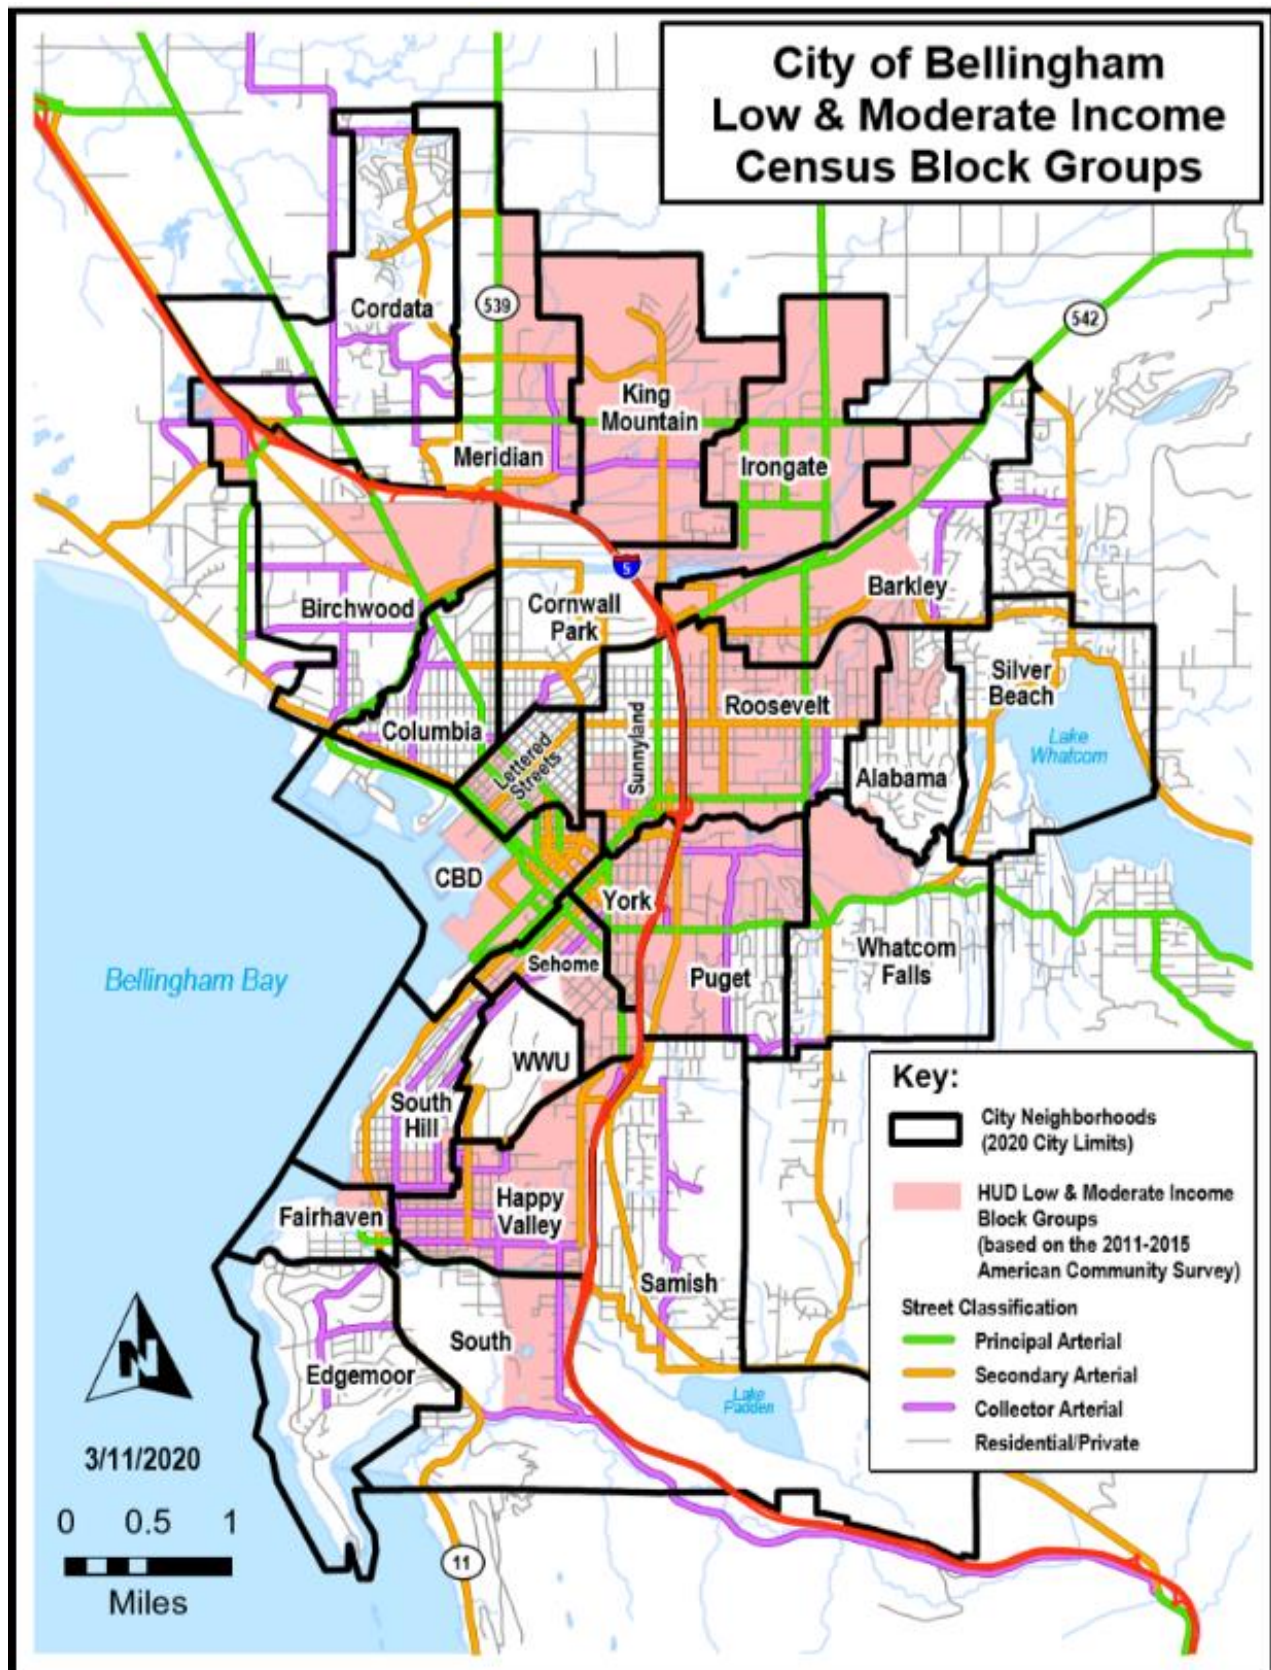 City of Bellingham
Low & Moderate Income
Census Block Groups
Cordata
539
542
King
Mountain
Meridian
Irongate
5
Birchwood
Cornwall
Park
Barkley
Silver
Beach
Roosevelt
Columbia
Lettered
Streets
Sunnyland
Lake
Whatcom
Alabama
CBD
York
Whatcom
Falls
Sehome
Puget
Bellingham Bay
WWU
South
Hill
Happy
Valley
Fairhaven
Samish
South
Edgemoor
Lake
Padden
11
N
3/11/2020
0 0.5 1
Miles
Key:
City Neighborhoods
(2020 City Limits)
HUD Low & Moderate Income
Block Groups
(based on the 2011-2015
American Community Survey)
Street Classification
Principal Arterial
Secondary Arterial
Collector Arterial
Residential/Private